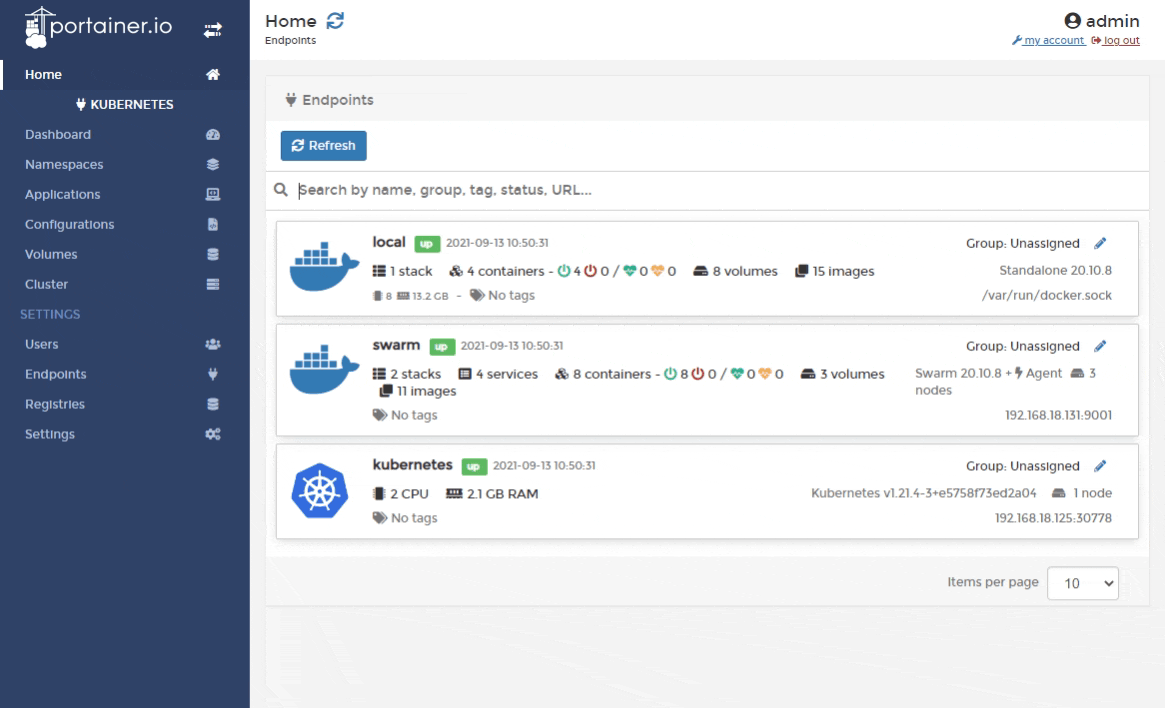 portainer.io
Home
KUBERNETES
Dashboard
Namespaces
Applications
Configurations
Volumes
Cluster
SETTINGS
Users
Endpoints
Registries
Settings
Home
Endpoints
admin
my account log out
Endpoints
Refresh
Search by name, group, tag, status, URL...
local up 2021-09-13 10:50:31 Group: Unassigned
1 stack 4 containers - 4 0 / 0 0 8 volumes 15 images Standalone 20.10.8
8 13.2 GB - No tags /var/run/docker.sock
swarm up 2021-09-13 10:50:31 Group: Unassigned
2 stacks 4 services 8 containers - 8 0 / 0 0 3 volumes Swarm 20.10.8 + Agent 3
11 images nodes
No tags 192.168.18.131:9001
kubernetes up 2021-09-13 10:50:31 Group: Unassigned
2 CPU 2.1 GB RAM Kubernetes v1.21.4-3+e5758f73ed2a04 1 node
No tags 192.168.18.125:30778
Items per page 10